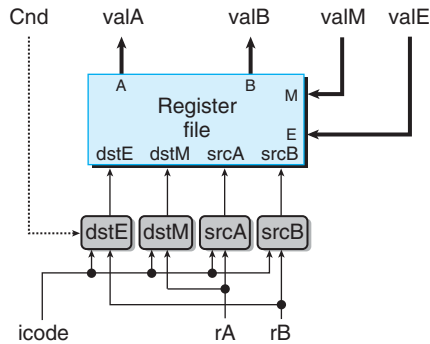 Cnd valA valB valM valE
A B
M
Register
file
E
dstE dstM srcA srcB
dstE dstM srcA srcB
icode rA rB